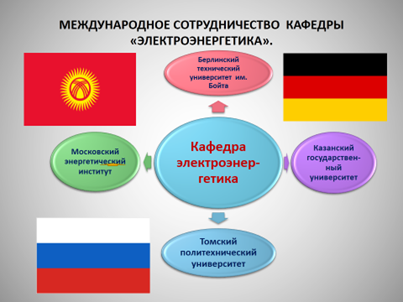 МЕЖДУНАРОДНОЕ СОТРУДНИЧЕСТВО КАФЕДРЫ
«ЭЛЕКТРОЭНЕРГЕТИКА».
Берлинский
технический
университет им.
Бойта
Московский
энергетический
институт
Кафедра
электроэнер-
гетика
Казанский
государствен-
ный
университет
Томский
политехнический
университет